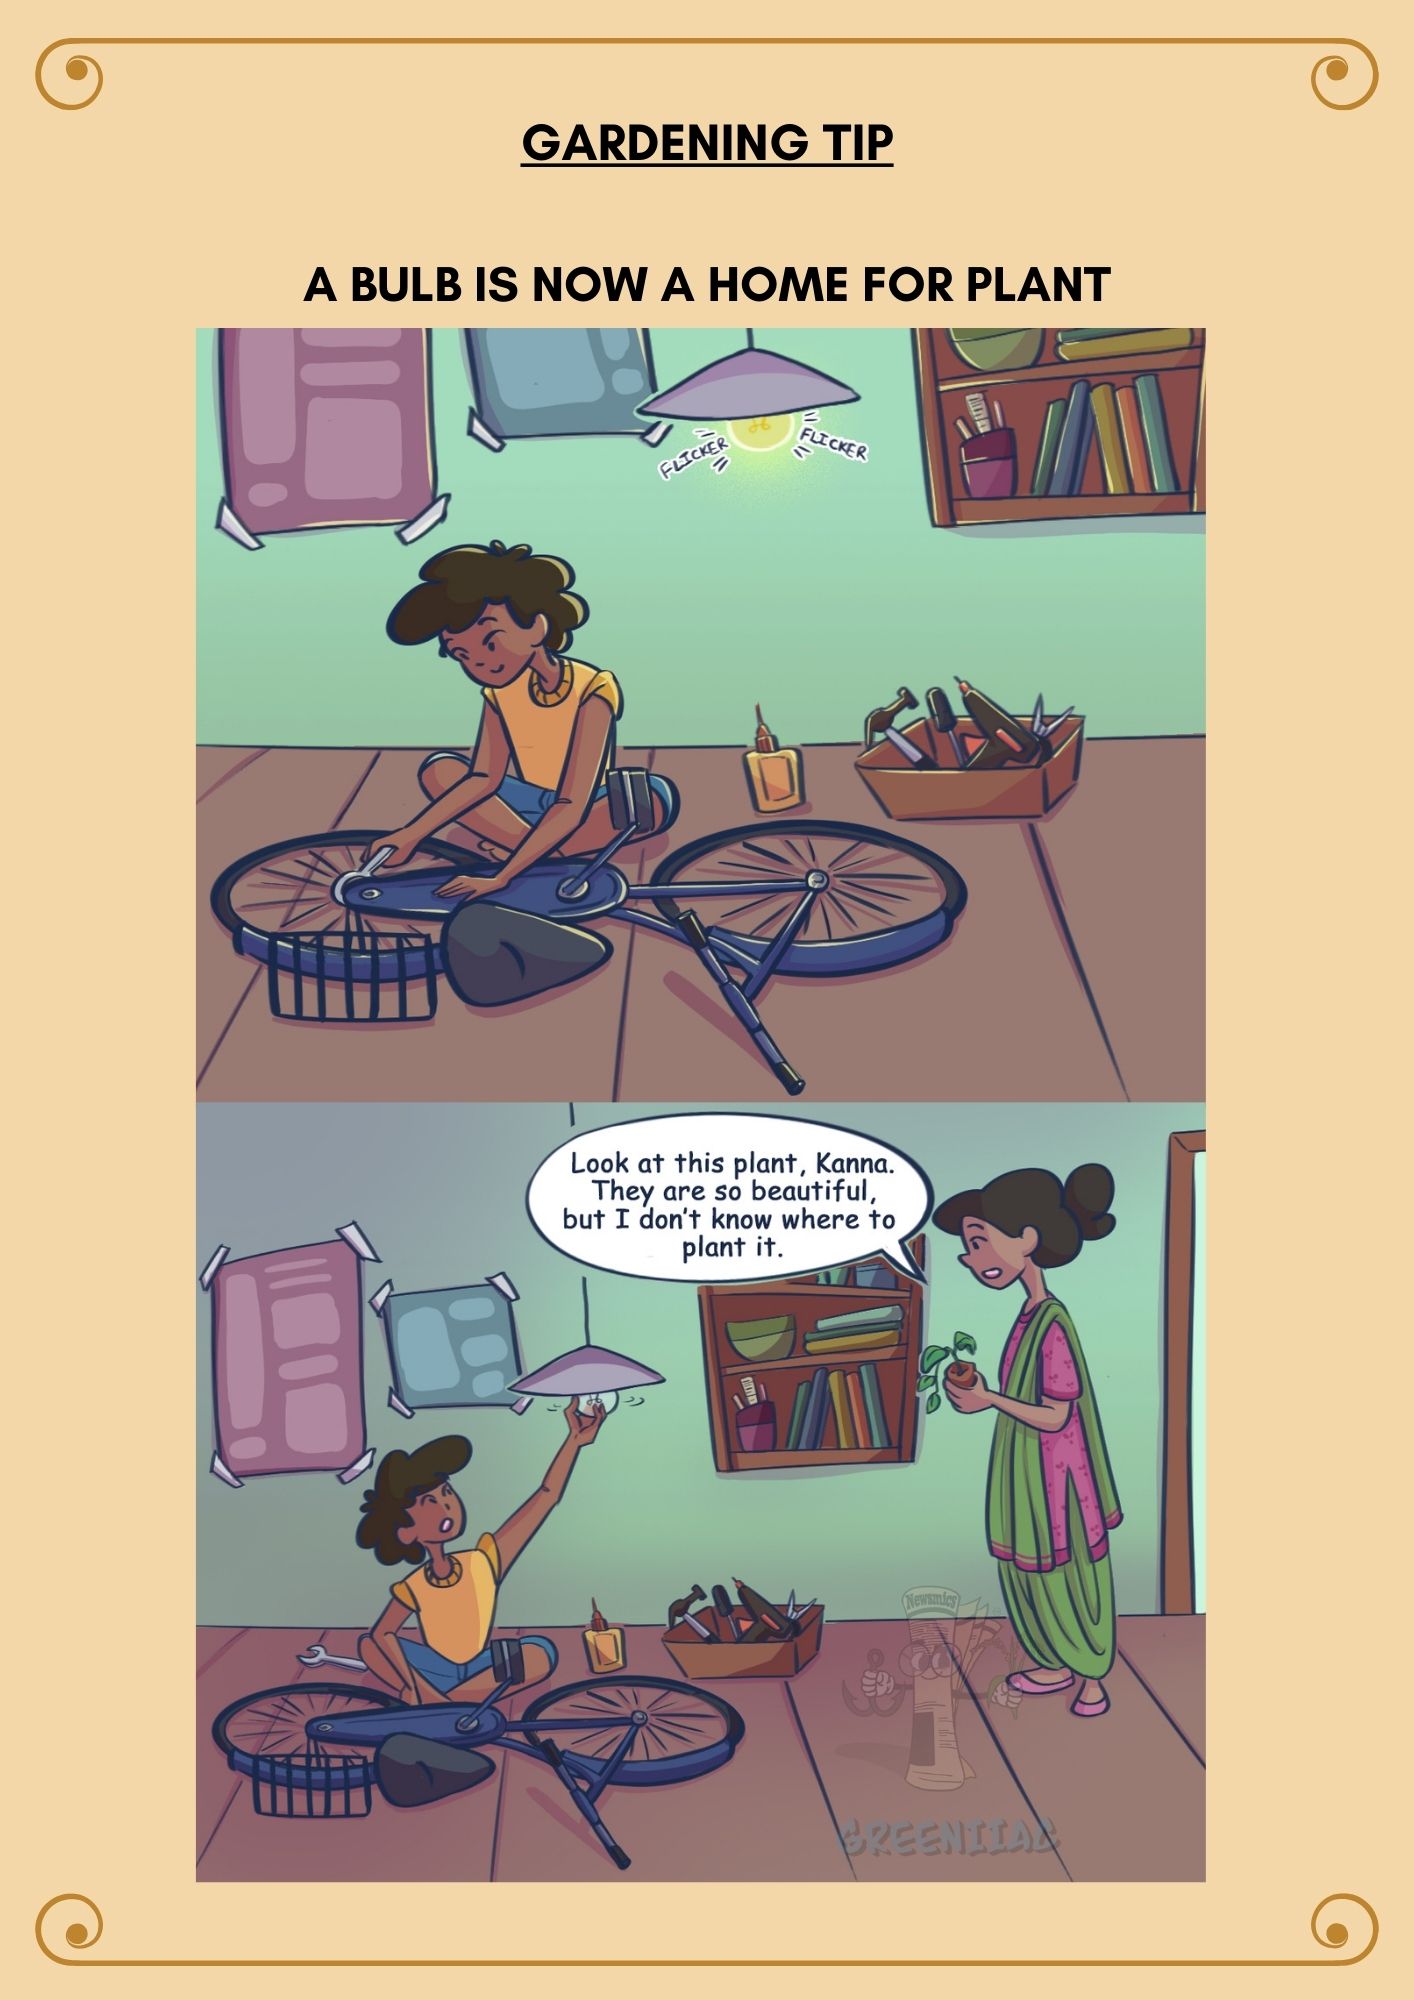 GARDENING TIP
A BULB IS NOW A HOME FOR PLANT
FLICKER
FLICKER
Look at this plant, Kanna.
They are so beautiful,
but I don't know where to
plant it.
Newsmics
GREENIIAC